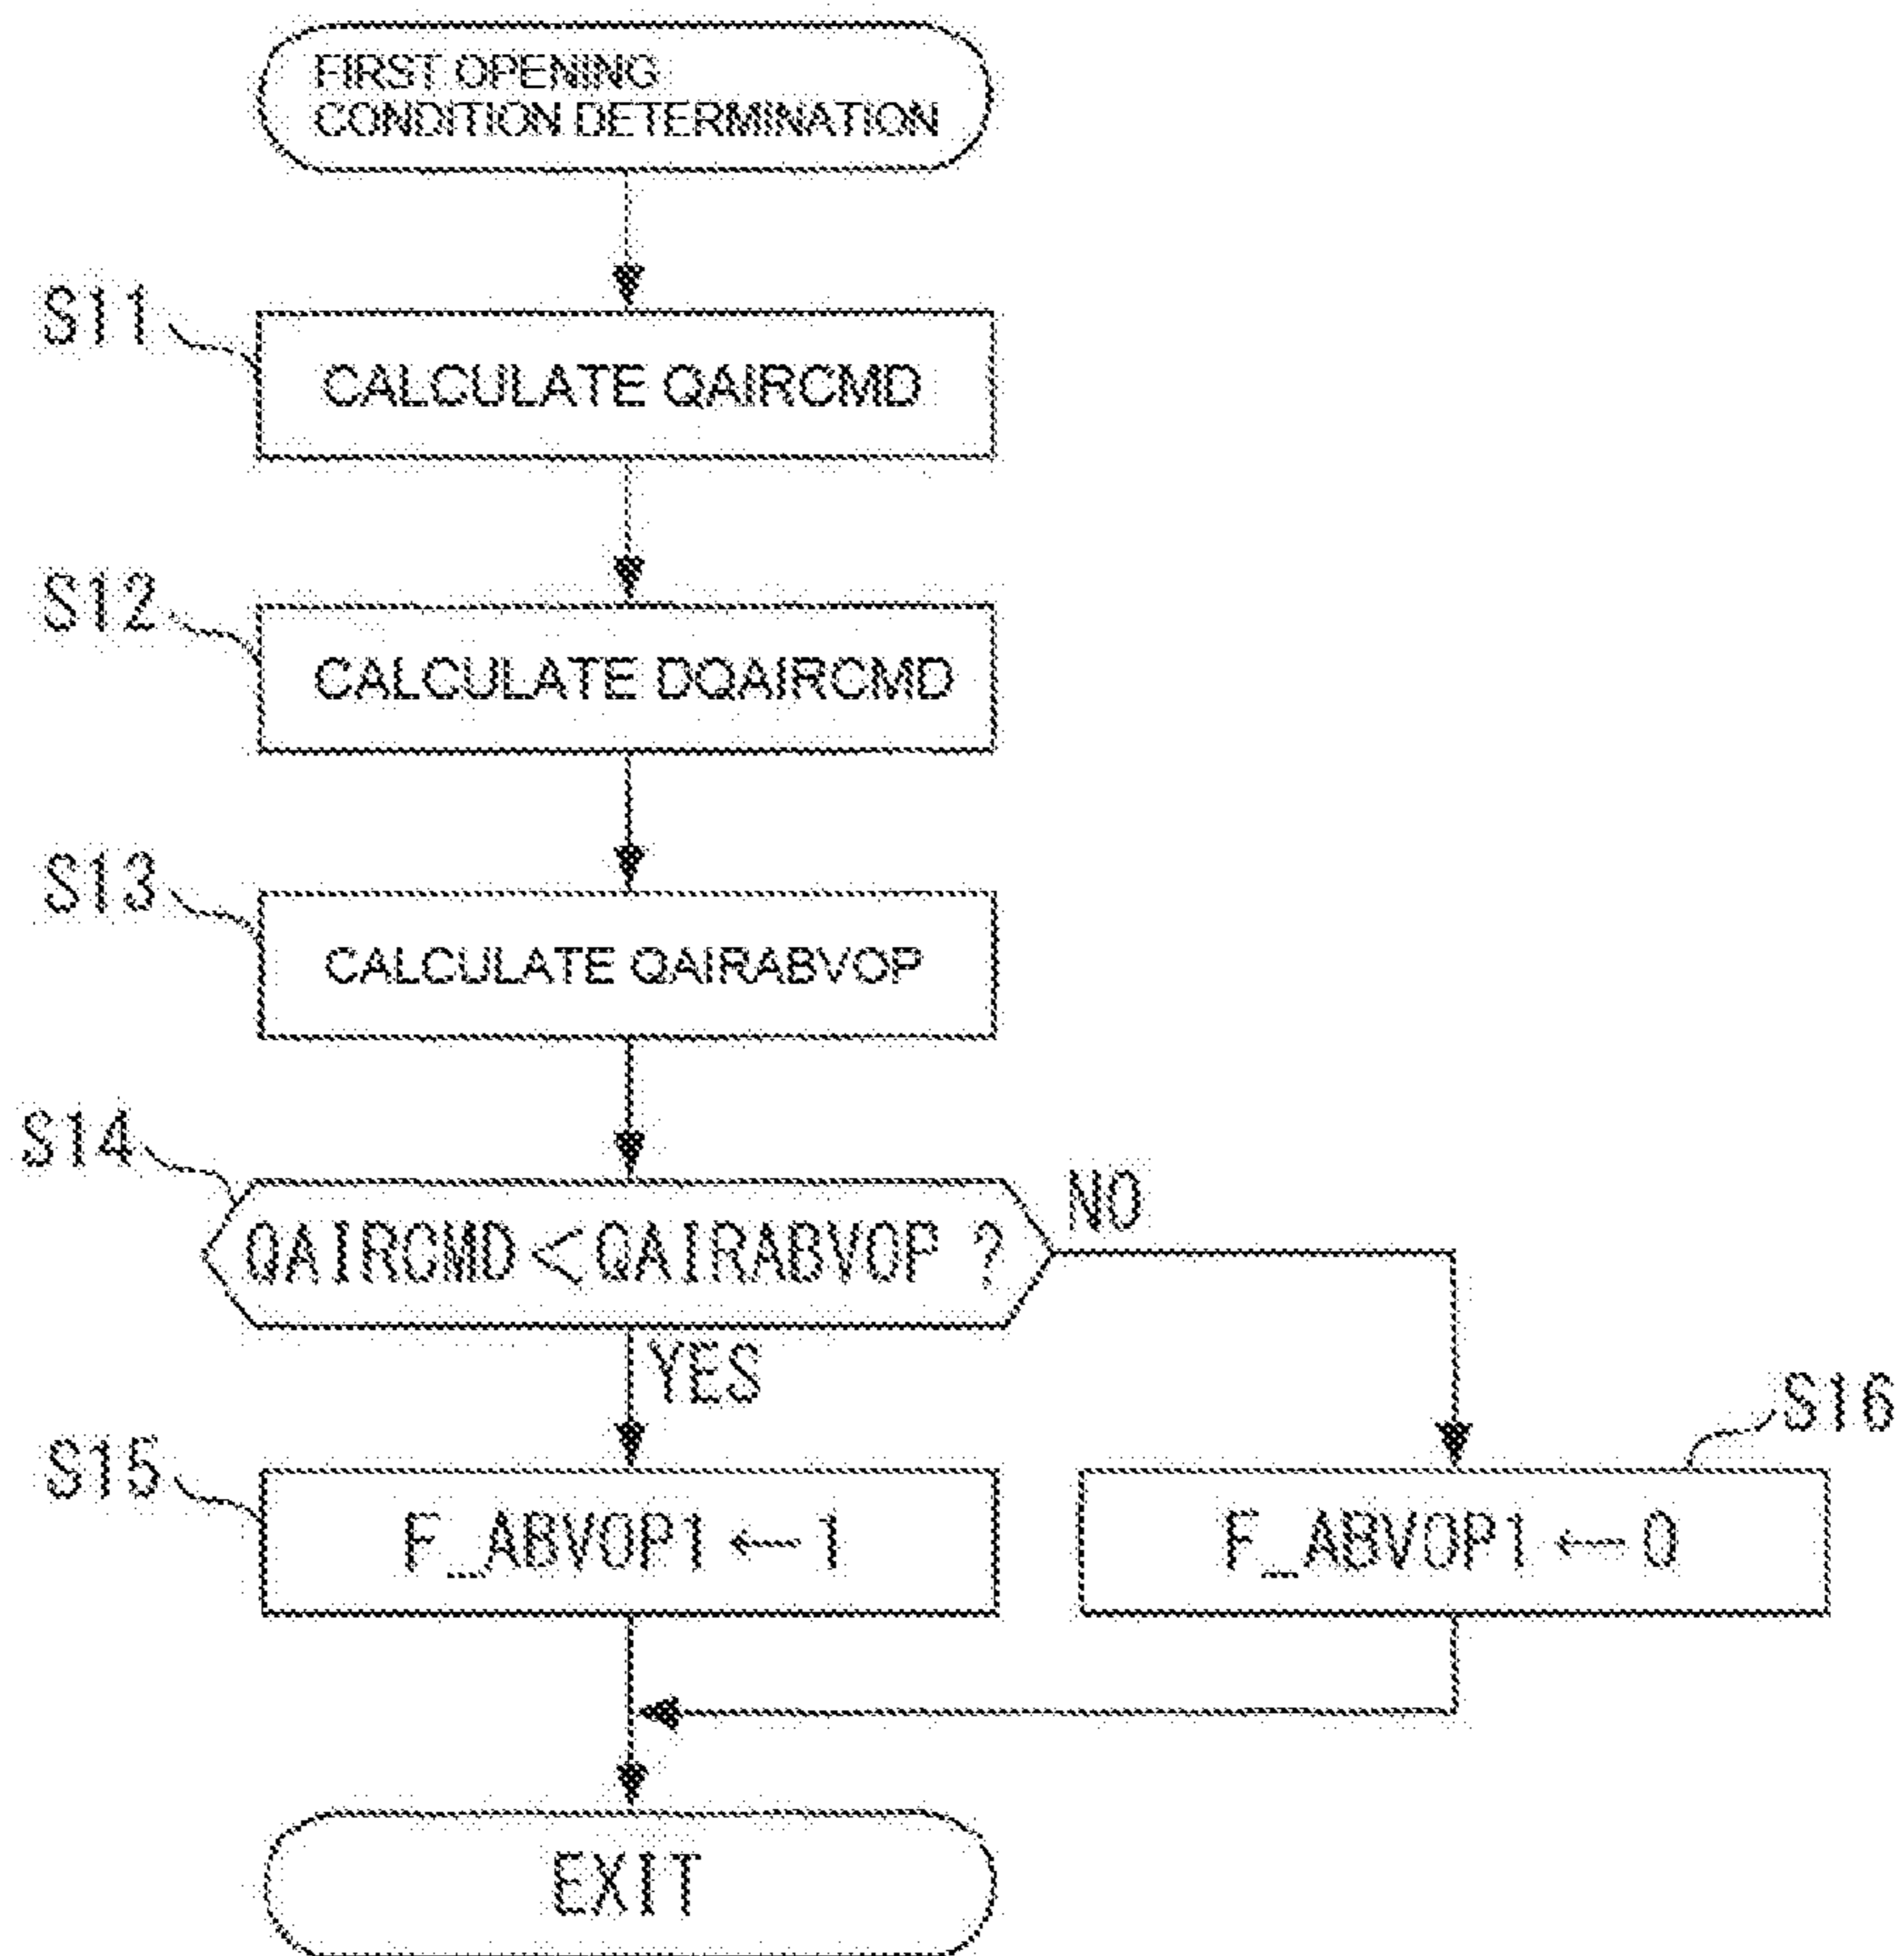 FIRST OPENING
CONDITION DETERMINATION
S11
CALCULATE QAIRCMD
S12
CALCULATE DQAIRCMD
S13
CALCULATE QAIRABVOP
S14
QAIRCMD < QAIRABVOP ?
NO
YES
S15
F_ABVOP1 ← 1
S16
F_ABVOP1 ← 0
EXIT